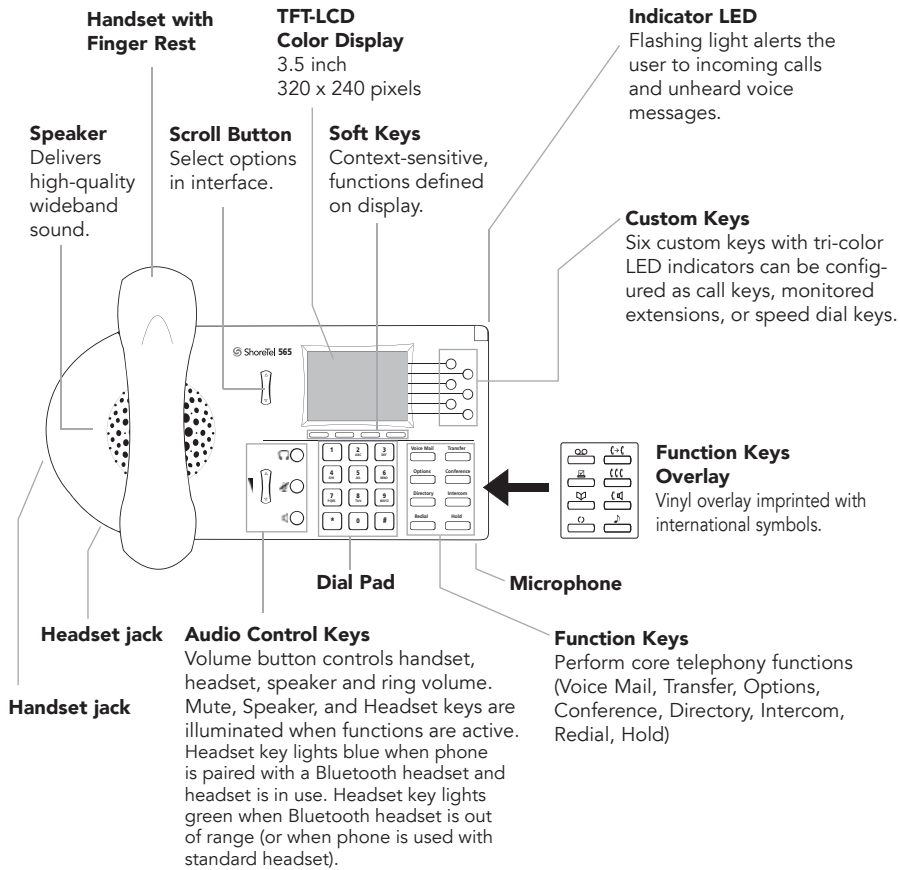 Handset with
Finger Rest
TFT-LCD
Color Display
3.5 inch
320 x 240 pixels
Indicator LED
Flashing light alerts the
user to incoming calls
and unheard voice
messages.
Speaker
Delivers
high-quality
wideband
sound.
Scroll Button
Select options
in interface.
Soft Keys
Context-sensitive,
functions defined
on display.
Custom Keys
Six custom keys with tri-color
LED indicators can be config-
ured as call keys, monitored
extensions, or speed dial keys.
ShoreTel 565
1 2 3
ABC DEF
4 5 6
GHI JKL MNO
7 8 9
PQRS TUV WXYZ
* 0 #
Voice Mail Transfer
Options Conference
Directory Intercom
Redial Hold
Function Keys
Overlay
Vinyl overlay imprinted with
international symbols.
Dial Pad
Microphone
Headset jack
Handset jack
Audio Control Keys
Volume button controls handset,
headset, speaker and ring volume.
Mute, Speaker, and Headset keys are
illuminated when functions are active.
Headset key lights blue when phone
is paired with a Bluetooth headset and
headset is in use. Headset key lights
green when Bluetooth headset is out
of range (or when phone is used with
standard headset).
Function Keys
Perform core telephony functions
(Voice Mail, Transfer, Options,
Conference, Directory, Intercom,
Redial, Hold)